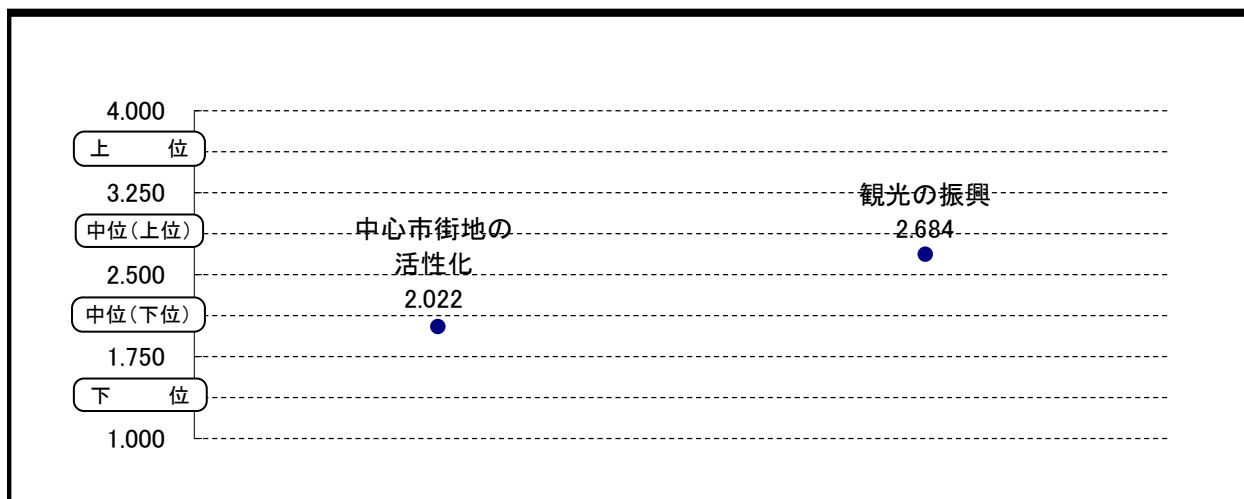 4.000
上 位
3.250
観光の振興
中位(上位)
中心市街地の
2.684
活性化
2.500
2.022
中位(下位)
1.750
下 位
1.000